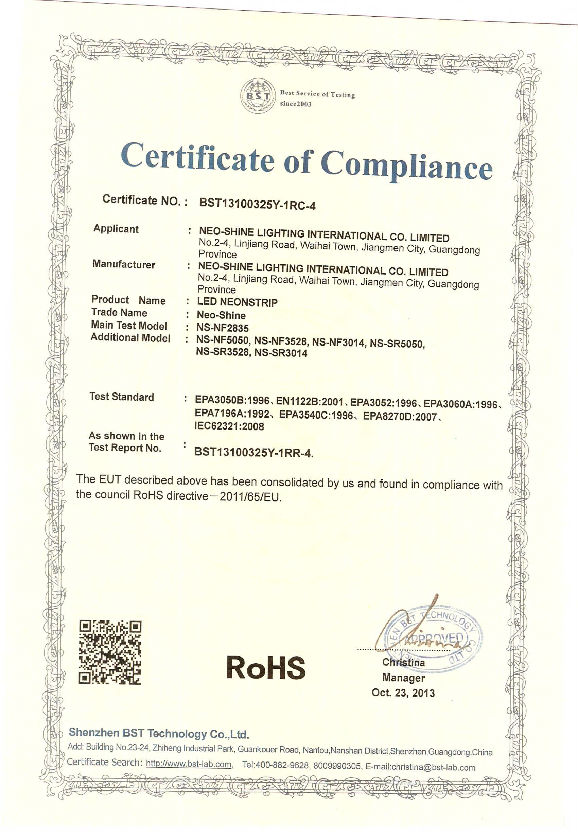 BST
Best Service of Testing
since2003
Certificate of Compliance
Certificate NO. : BST13100325Y-1RC-4
Applicant : NEO-SHINE LIGHTING INTERNATIONAL CO. LIMITED
No.2-4, Linjiang Road, Waihai Town, Jiangmen City, Guangdong
Province
Manufacturer : NEO-SHINE LIGHTING INTERNATIONAL CO. LIMITED
No.2-4, Linjiang Road, Waihai Town, Jiangmen City, Guangdong
Province
Product Name : LED NEONSTRIP
Trade Name : Neo-Shine
Main Test Model : NS-NF2835
Additional Model : NS-NF5050, NS-NF3528, NS-NF3014, NS-SR5050,
NS-SR3528, NS-SR3014
Test Standard : EPA3050B:1996、EN1122B:2001、EPA3052:1996、EPA3060A:1996、
EPA7196A:1992、EPA3540C:1996、EPA8270D:2007、
IEC62321:2008
As shown in the
Test Report No. : BST13100325Y-1RR-4.
The EUT described above has been consolidated by us and found in compliance with
the council RoHS directive—2011/65/EU.
RoHS
BST TECHNOLOGY
APPROVED
CO.,LTD
Christina
Manager
Oct. 23, 2013
Shenzhen BST Technology Co.,Ltd.
Add: Building No.23-24, Zhiheng Industrial Park, Guankouer Road, Nantou,Nanshan District,Shenzhen,Guangdong,China
Certificate Search: http://www.bst-lab.com, Tel:400-882-9628, 8009990305, E-mail:christina@bst-lab.com